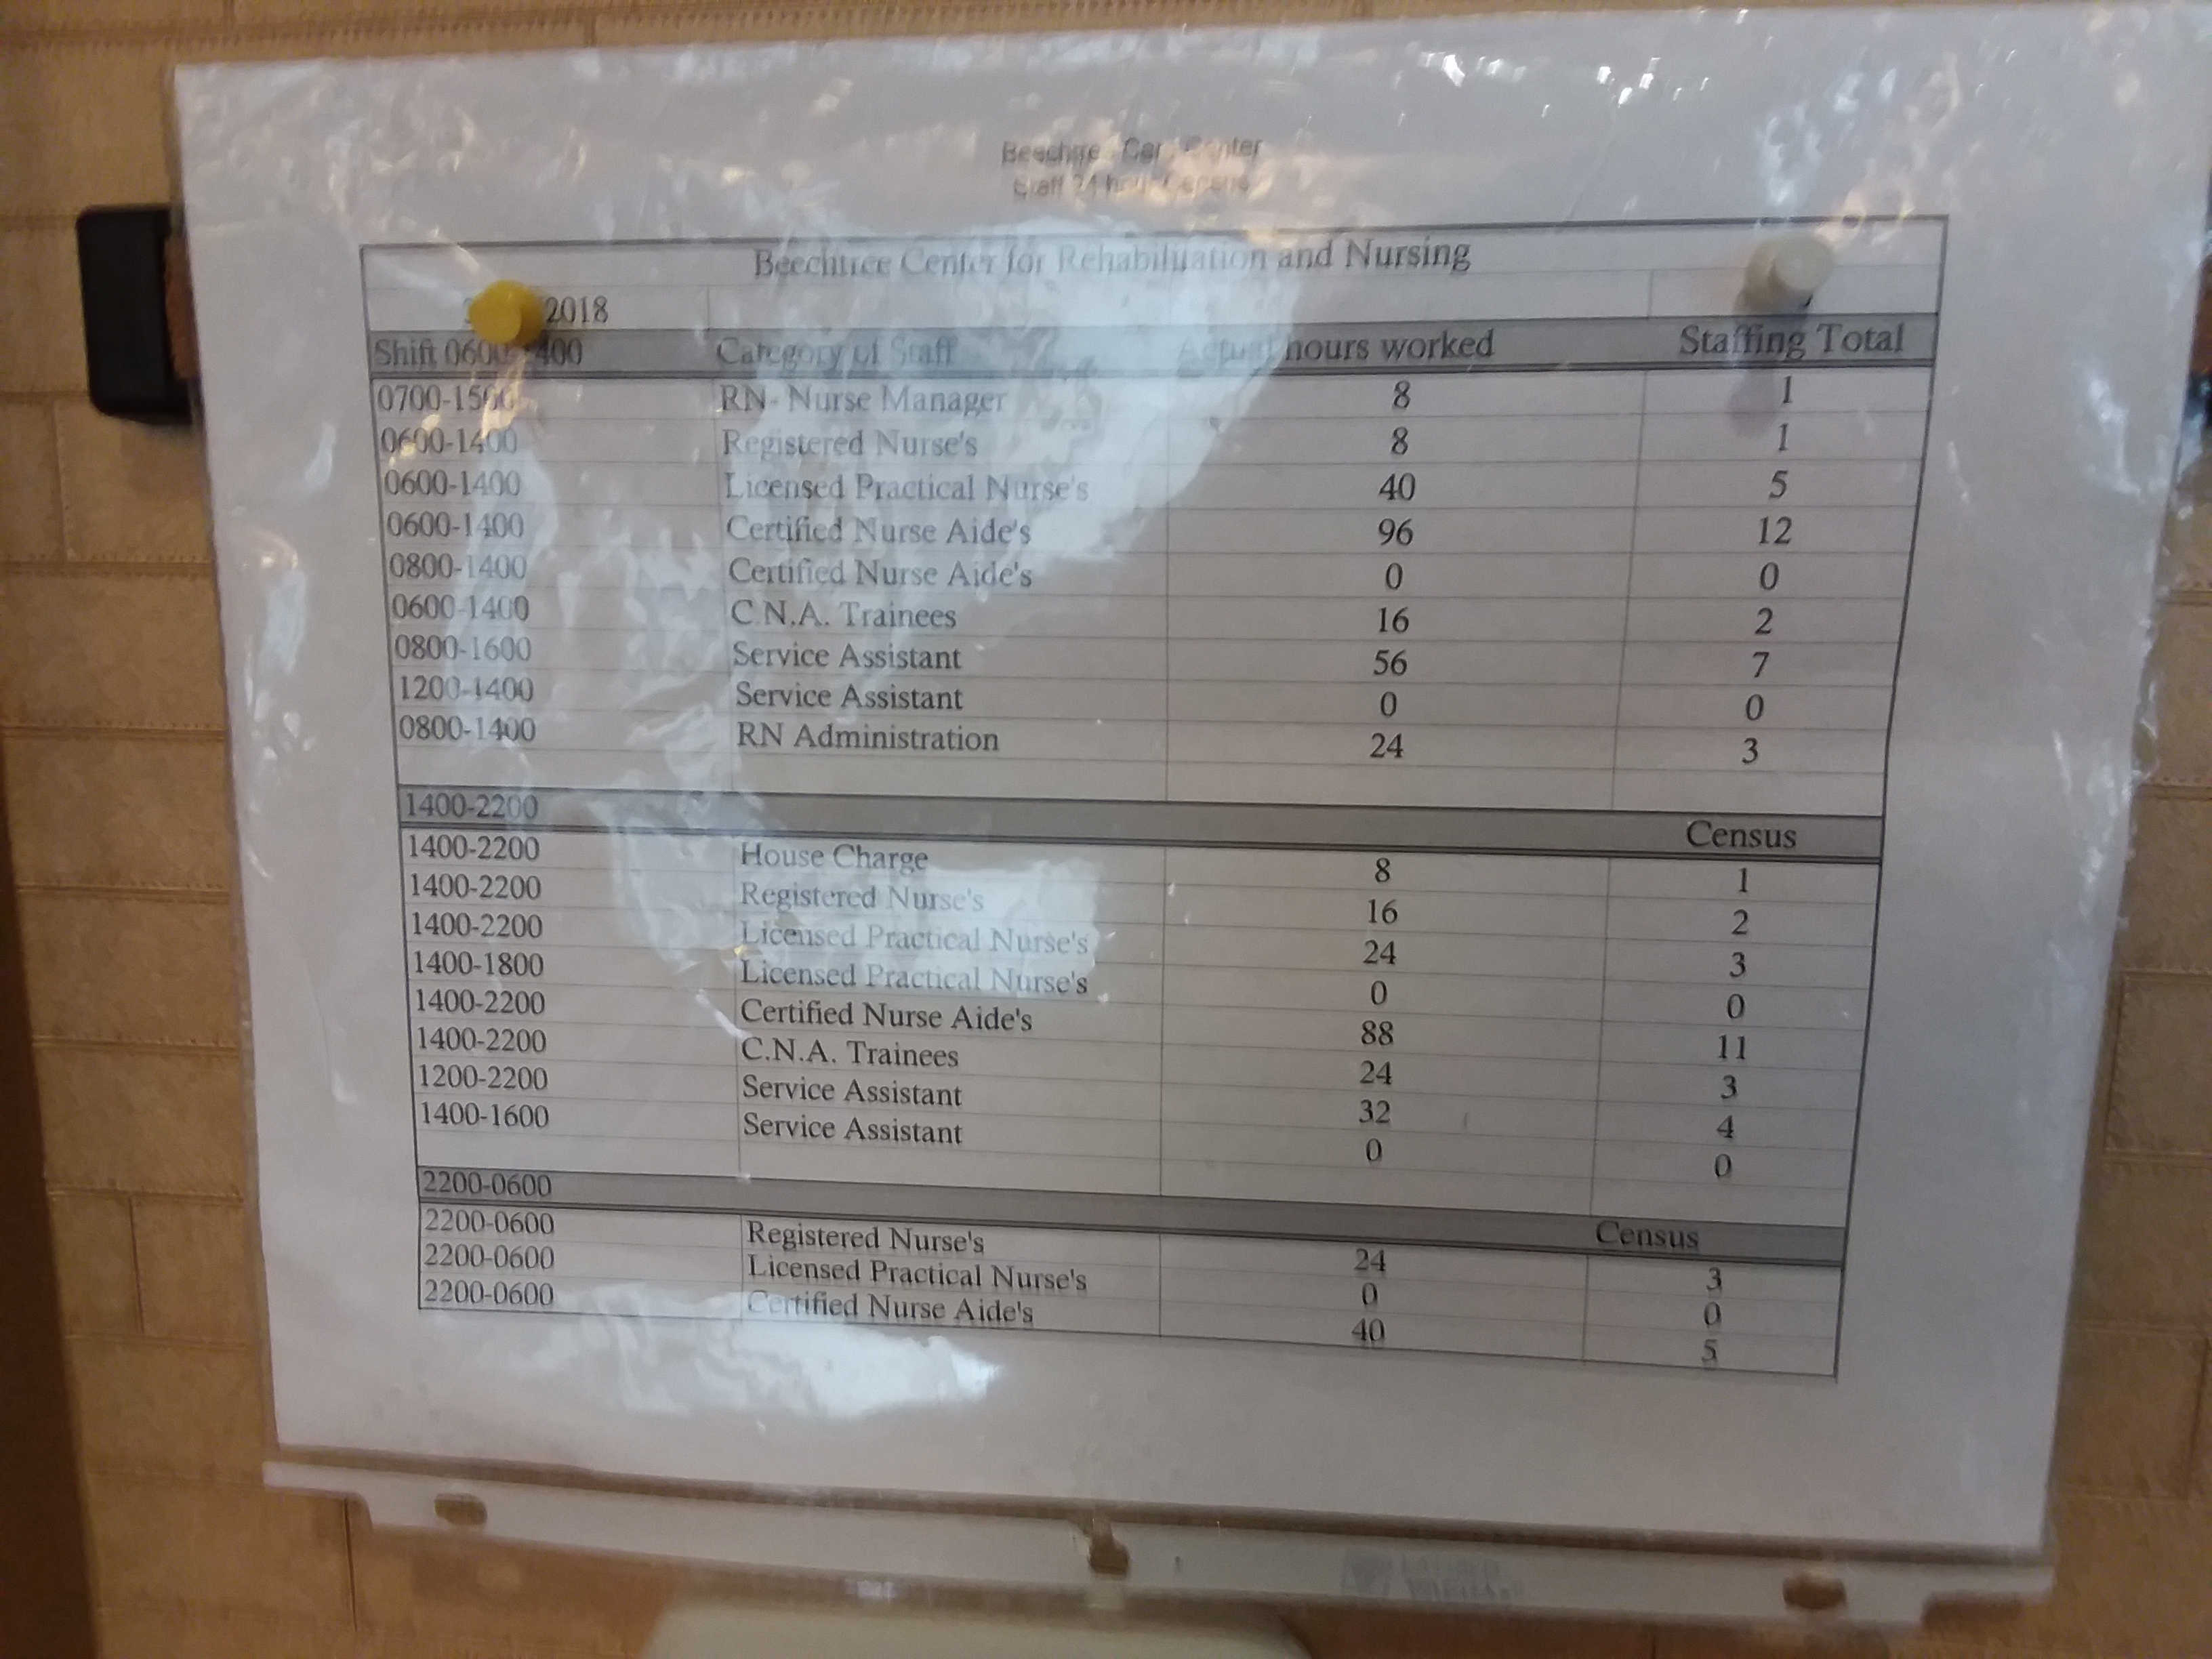 Beechtree Care Center
Staff 24 hour Census
Beechtree Center for Rehabilitation and Nursing
2018
Shift 0600-1400 Category of Staff Actual hours worked Staffing Total
0700-1500 RN- Nurse Manager 8 1
0600-1400 Registered Nurse's 8 1
0600-1400 Licensed Practical Nurse's 40 5
0600-1400 Certified Nurse Aide's 96 12
0800-1400 Certified Nurse Aide's 0 0
0600-1400 C.N.A. Trainees 16 2
0800-1600 Service Assistant 56 7
1200-1400 Service Assistant 0 0
0800-1400 RN Administration 24 3
1400-2200 Census
1400-2200 House Charge 8 1
1400-2200 Registered Nurse's 16 2
1400-2200 Licensed Practical Nurse's 24 3
1400-1800 Licensed Practical Nurse's 0 0
1400-2200 Certified Nurse Aide's 88 11
1400-2200 C.N.A. Trainees 24 3
1200-2200 Service Assistant 32 4
1400-1600 Service Assistant 0 0
2200-0600 Census
2200-0600 Registered Nurse's 24 3
2200-0600 Licensed Practical Nurse's 0 0
2200-0600 Certified Nurse Aide's 40 5